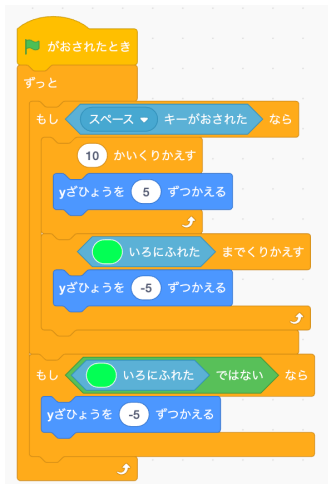 がおされたとき
ずっと
もし スペース キーがおされた なら
10 かいくりかえす
yざひょうを 5 ずつかえる
いろにふれた までくりかえす
yざひょうを -5 ずつかえる
もし いろにふれた ではない なら
yざひょうを -5 ずつかえる